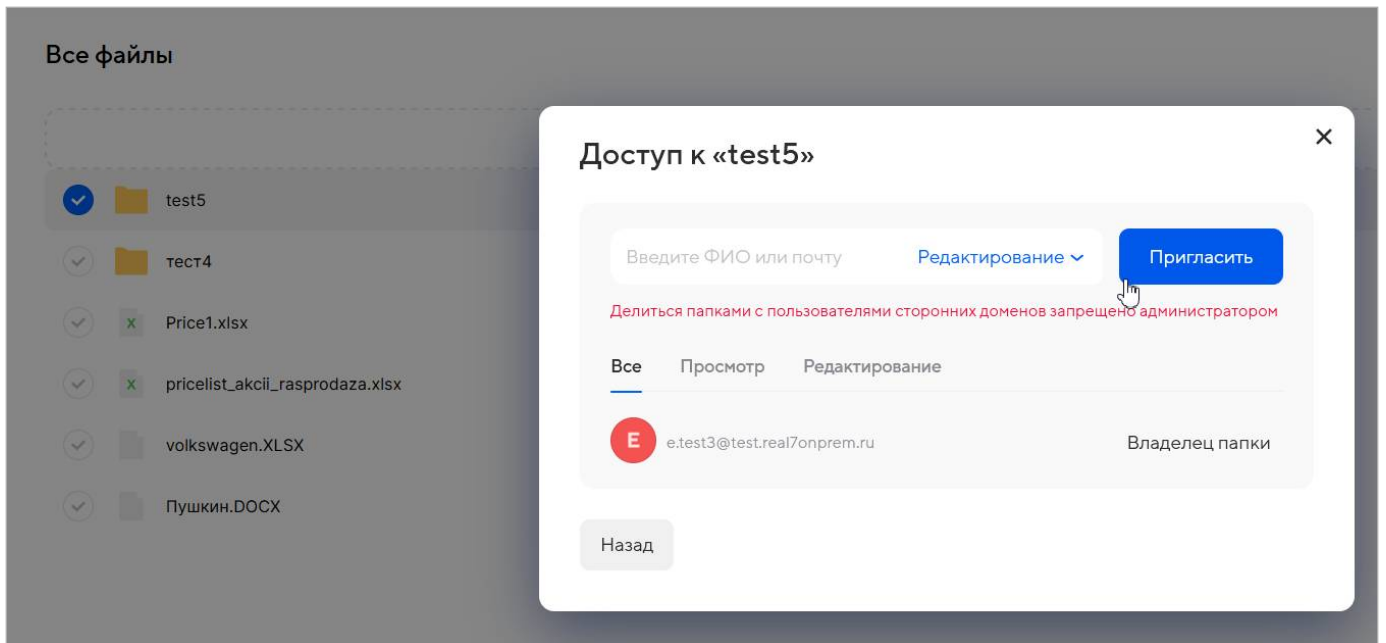 Все файлы
Доступ к «test5»
test5
Введите ФИО или почту Редактирование Пригласить
тест4
Делиться папками с пользователями сторонних доменов запрещено администратором
Price1.xlsx
Все Просмотр Редактирование
pricelist_akcii_rasprodaza.xlsx
E e.test3@test.real7onprem.ru Владелец папки
volkswagen.XLSX
Пушкин.DOCX
Назад